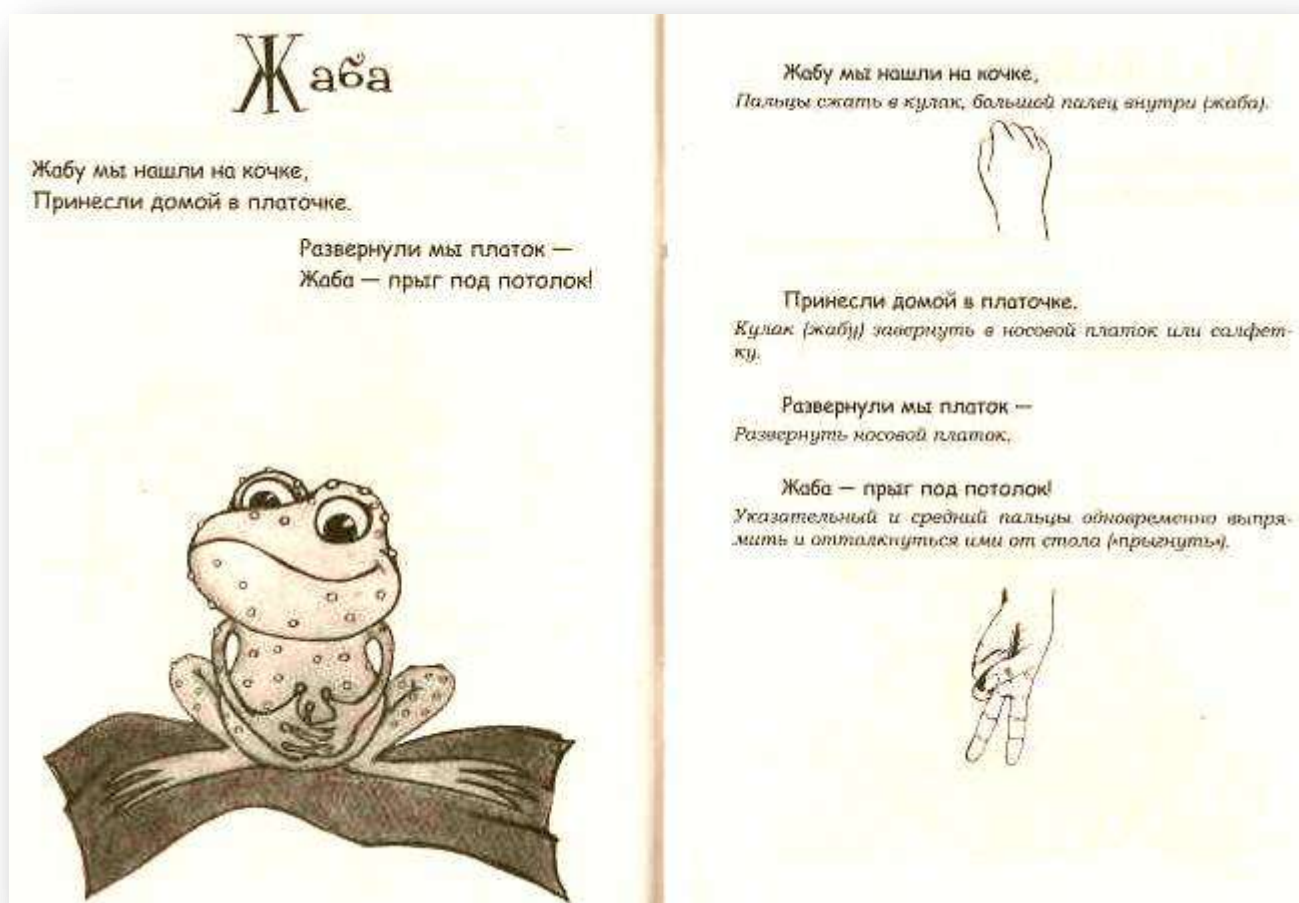 Жаба
Жабу мы нашли на кочке,
Принесли домой в платочке.
Развернули мы платок —
Жаба — прыг под потолок!
Жабу мы нашли на кочке,
Пальцы сжать в кулак, большой палец внутри (жаба).
Принесли домой в платочке.
Кулак (жабу) завернуть в носовой платок или салфет-
ку.
Развернули мы платок —
Развернуть носовой платок.
Жаба — прыг под потолок!
Указательный и средний пальцы одновременно выпря-
мить и оттолкнуться ими от стола («прыгнуть»).